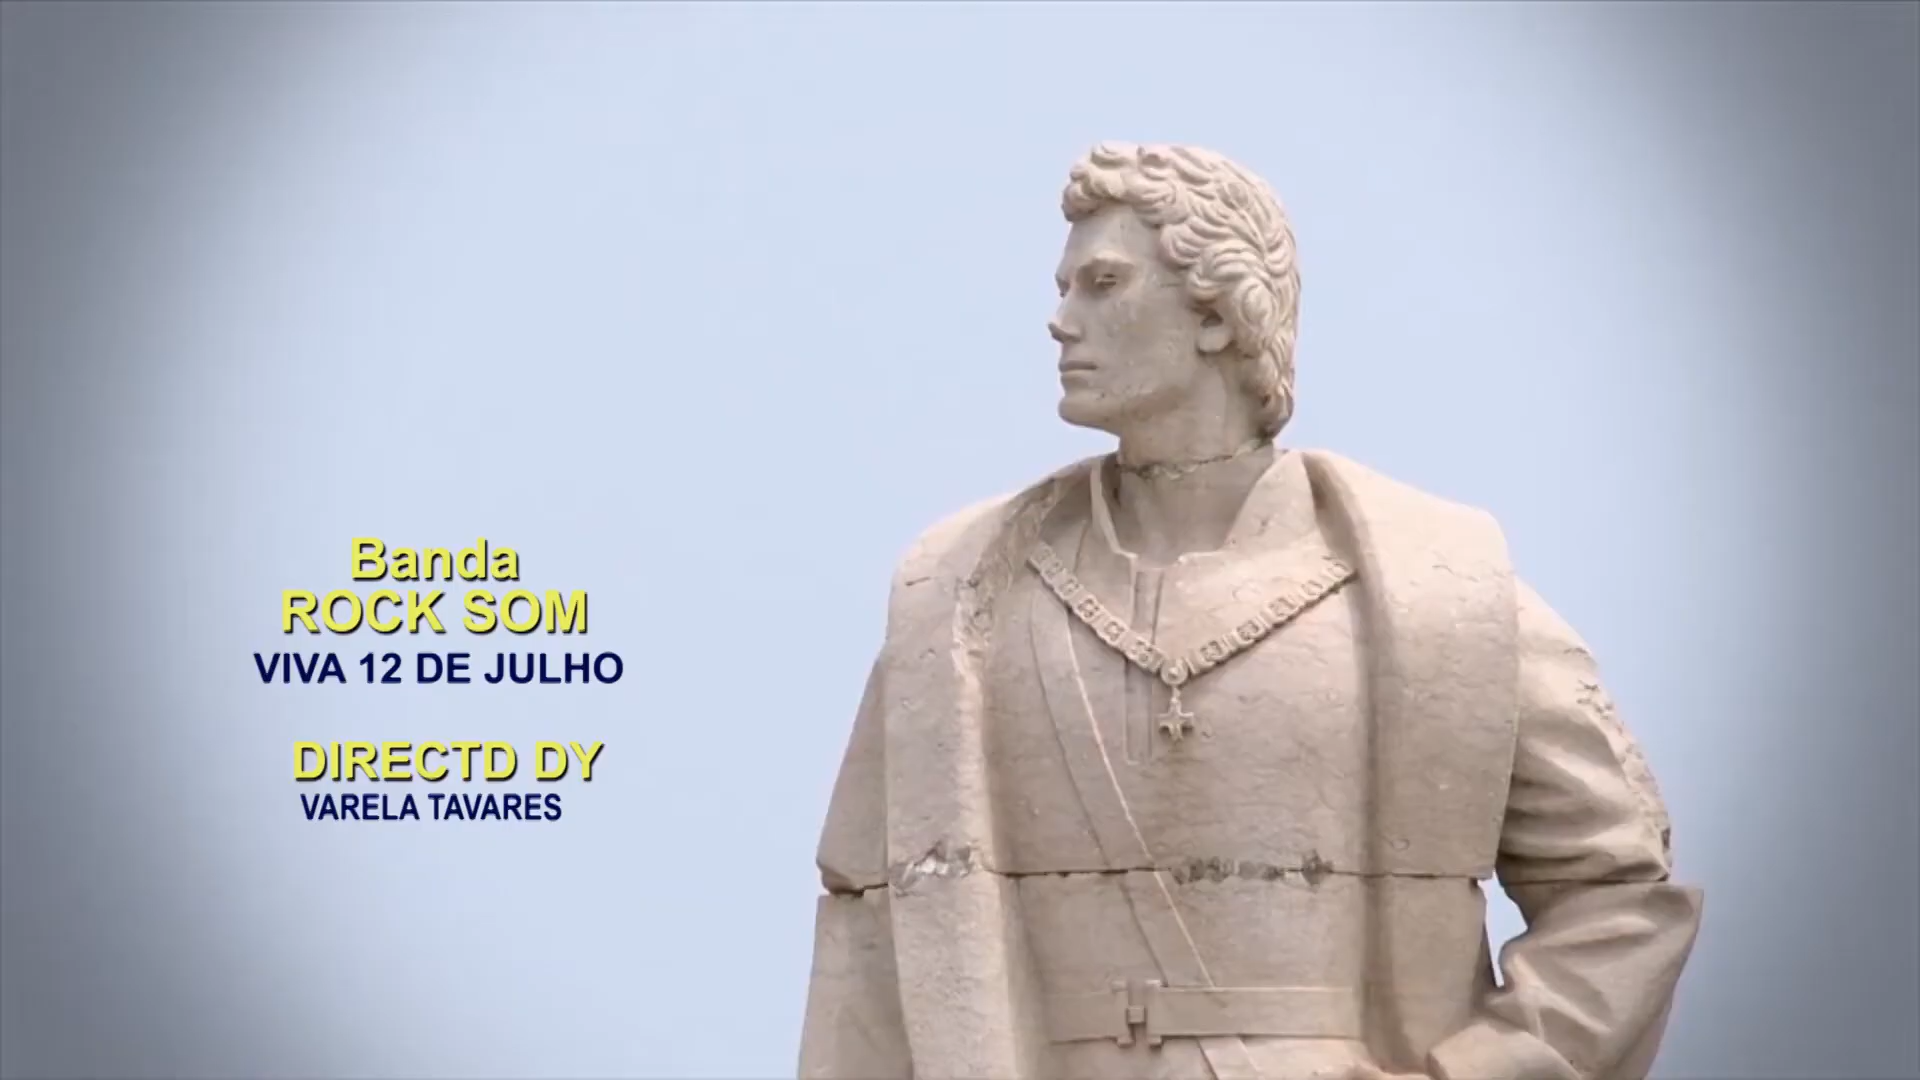 Banda
ROCK SOM
VIVA 12 DE JULHO
DIRECTD DY
VARELA TAVARES